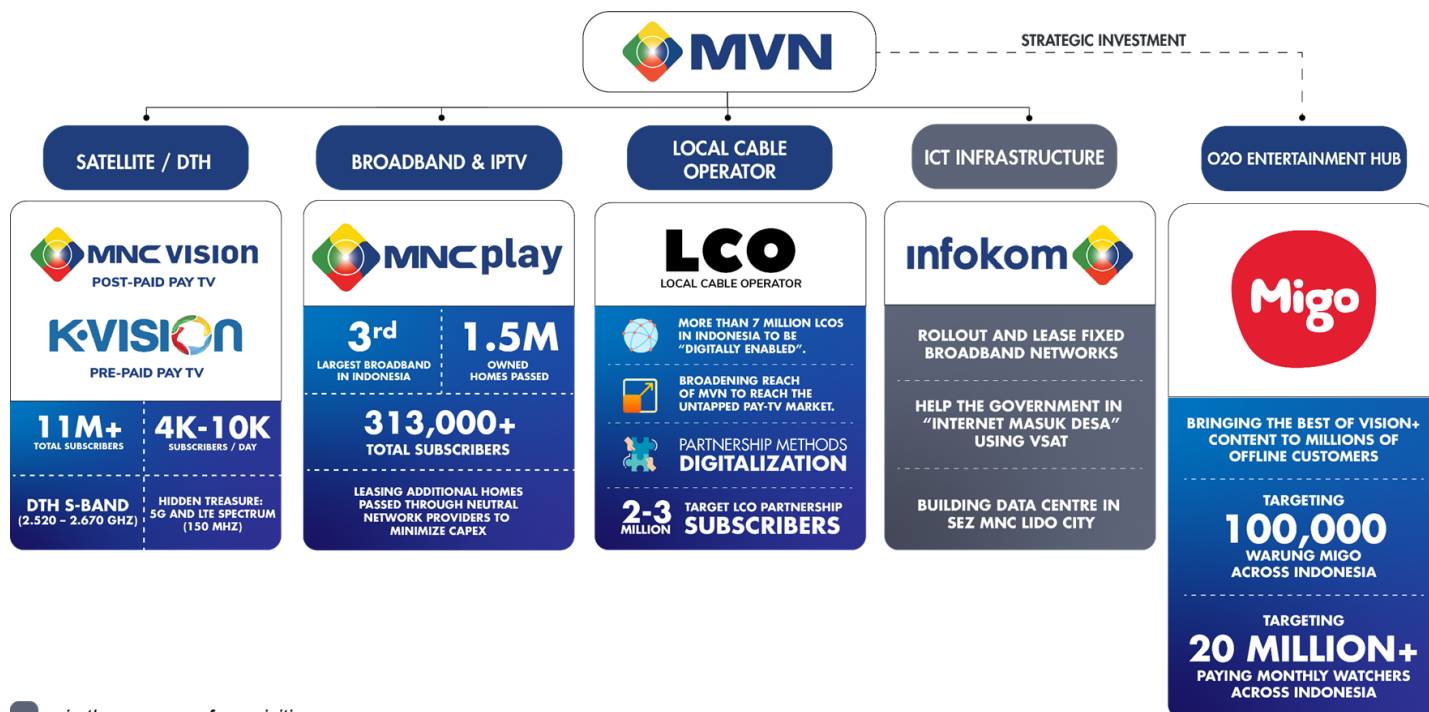 MVN
STRATEGIC INVESTMENT
SATELLITE / DTH
MNC VISION
POST-PAID PAY TV
K-VISION
PRE-PAID PAY TV
11M+
TOTAL SUBSCRIBERS
4K-10K
SUBSCRIBERS / DAY
DTH S-BAND
(2.520 – 2.670 GHZ)
HIDDEN TREASURE:
5G AND LTE SPECTRUM
(150 MHZ)
BROADBAND & IPTV
MNC play
3rd
LARGEST BROADBAND
IN INDONESIA
1.5M
OWNED
HOMES PASSED
313,000+
TOTAL SUBSCRIBERS
LEASING ADDITIONAL HOMES
PASSED THROUGH NEUTRAL
NETWORK PROVIDERS TO
MINIMIZE CAPEX
LOCAL CABLE
OPERATOR
LCO
LOCAL CABLE OPERATOR
MORE THAN 7 MILLION LCOS
IN INDONESIA TO BE
“DIGITALLY ENABLED”.
BROADENING REACH
OF MVN TO REACH THE
UNTAPPED PAY-TV MARKET.
PARTNERSHIP METHODS
DIGITALIZATION
2-3
MILLION
TARGET LCO PARTNERSHIP
SUBSCRIBERS
ICT INFRASTRUCTURE
infokom
ROLLOUT AND LEASE FIXED
BROADBAND NETWORKS
HELP THE GOVERNMENT IN
“INTERNET MASUK DESA”
USING VSAT
BUILDING DATA CENTRE IN
SEZ MNC LIDO CITY
O2O ENTERTAINMENT HUB
Migo
BRINGING THE BEST OF VISION+
CONTENT TO MILLIONS OF
OFFLINE CUSTOMERS
TARGETING
100,000
WARUNG MIGO
ACROSS INDONESIA
TARGETING
20 MILLION+
PAYING MONTHLY WATCHERS
ACROSS INDONESIA